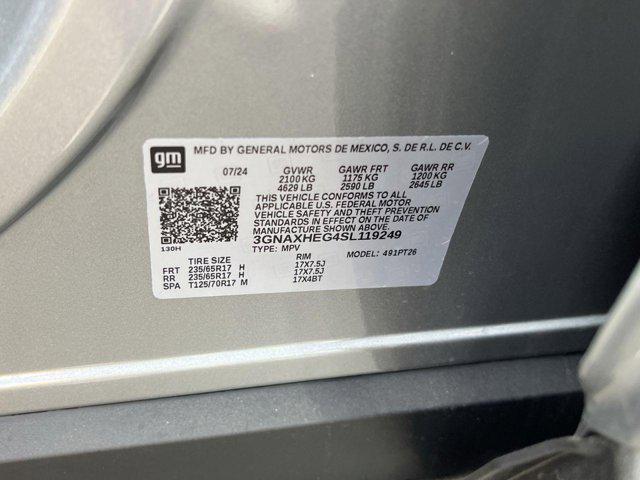 gm
MFD BY GENERAL MOTORS DE MEXICO, S. DE R.L. DE C.V.
07/24 GVWR GAWR FRT GAWR RR
2100 KG 1175 KG 1200 KG
4629 LB 2590 LB 2645 LB
THIS VEHICLE CONFORMS TO ALL
APPLICABLE U.S. FEDERAL MOTOR
VEHICLE SAFETY AND THEFT PREVENTION
STANDARDS IN EFFECT ON THE DATE OF
MANUFACTURE SHOWN ABOVE.
3GNAXHEG4SL119249
130H
TYPE: MPV MODEL: 491PT26
TIRE SIZE RIM
FRT 235/65R17 H 17X7.5J
RR 235/65R17 H 17X7.5J
SPA T125/70R17 M 17X4BT